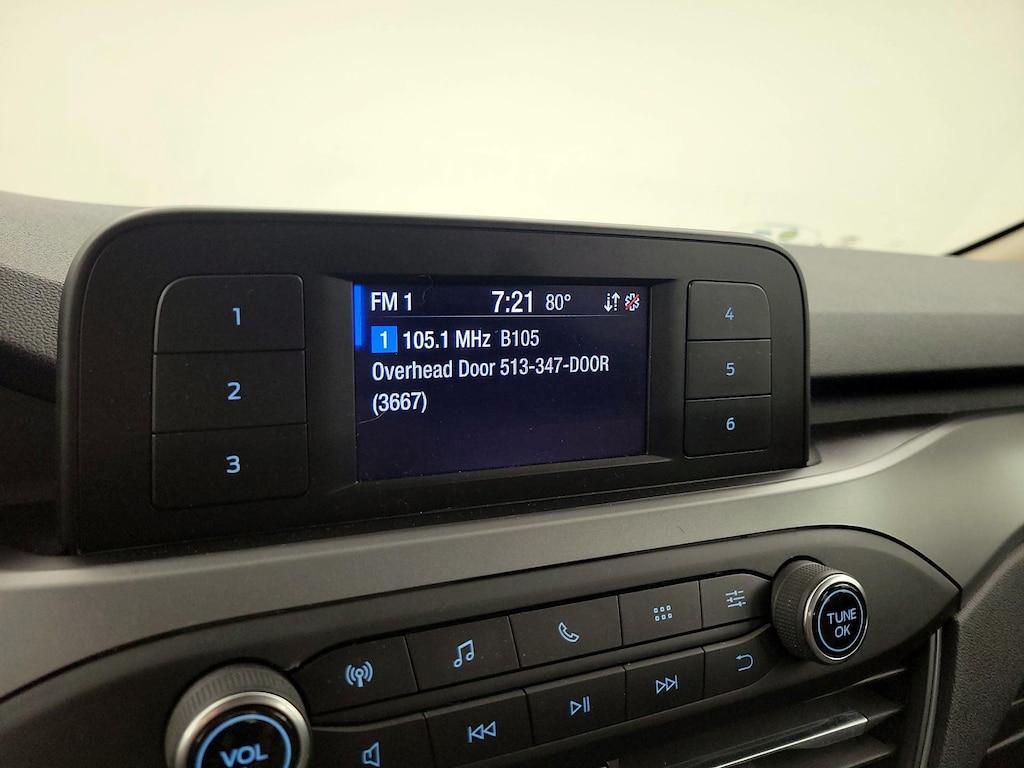 FM 1 7:21 80°
1 105.1 MHz B105
Overhead Door 513-347-DOOR
(3667)
1
2
3
4
5
6
TUNE
OK
VOL